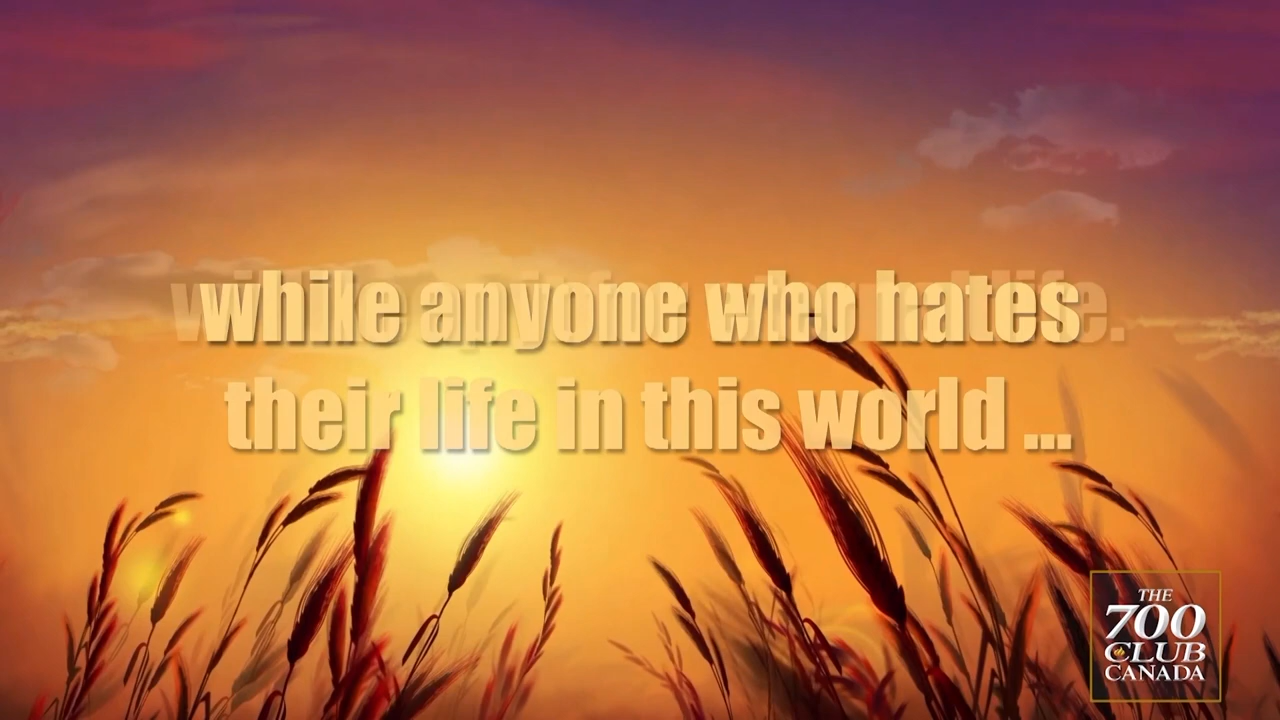 while anyone who hates
their life in this world ...
THE
700
CLUB
CANADA